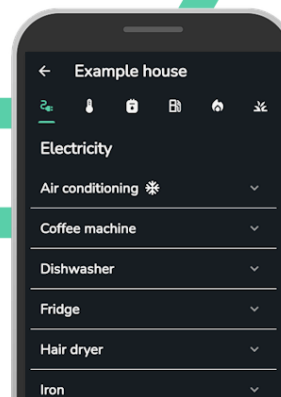 Example house
Electricity
Air conditioning
Coffee machine
Dishwasher
Fridge
Hair dryer
Iron